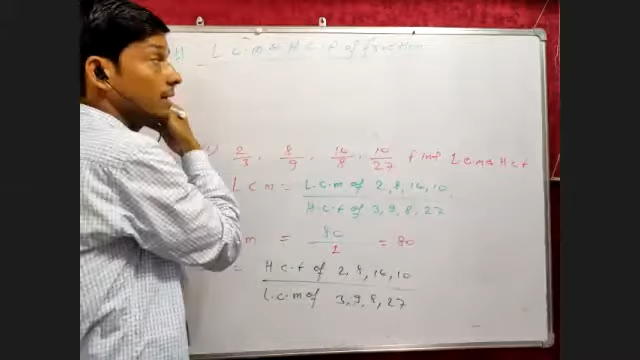 L C M & H C f of fraction
2/3, 8/9, 16/8, 10/27 find L C M & H C f
L C M = L.C.M of 2, 8, 16, 10 / H.C.f of 3, 9, 8, 27
M = 80/1 = 80
= H C f of 2, 8, 16, 10 / L.C.M of 3, 9, 8, 27